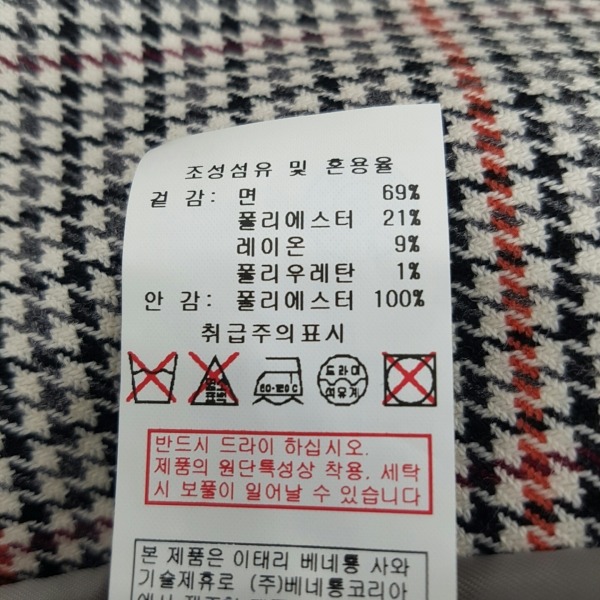 조성섬유 및 혼용율
겉 감: 면 69%
폴리에스터 21%
레이온 9%
폴리우레탄 1%
안 감: 폴리에스터 100%
취급주의표시
드라이
석유계
반드시 드라이 하십시오.
제품의 원단특성상 착용, 세탁
시 보풀이 일어날 수 있습니다
본 제품은 이태리 베네통 사와
기술제휴로 (주)베네통코리아